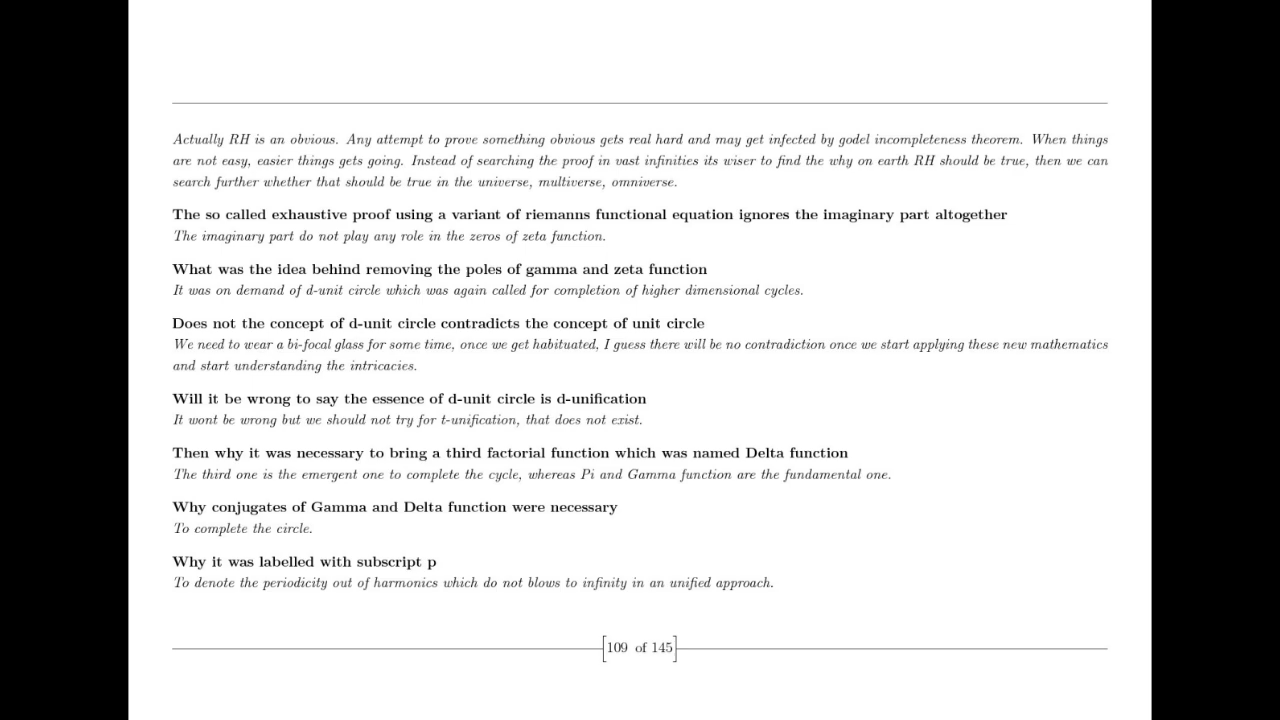 Actually RH is an obvious. Any attempt to prove something obvious gets real hard and may get infected by godel incompleteness theorem. When things
are not easy, easier things gets going. Instead of searching the proof in vast infinities its wiser to find the why on earth RH should be true, then we can
search further whether that should be true in the universe, multiverse, omniverse.
The so called exhaustive proof using a variant of riemanns functional equation ignores the imaginary part altogether
The imaginary part do not play any role in the zeros of zeta function.
What was the idea behind removing the poles of gamma and zeta function
It was on demand of d-unit circle which was again called for completion of higher dimensional cycles.
Does not the concept of d-unit circle contradicts the concept of unit circle
We need to wear a bi-focal glass for some time, once we get habituated, I guess there will be no contradiction once we start applying these new mathematics
and start understanding the intricacies.
Will it be wrong to say the essence of d-unit circle is d-unification
It wont be wrong but we should not try for t-unification, that does not exist.
Then why it was necessary to bring a third factorial function which was named Delta function
The third one is the emergent one to complete the cycle, whereas Pi and Gamma function are the fundamental one.
Why conjugates of Gamma and Delta function were necessary
To complete the circle.
Why it was labelled with subscript p
To denote the periodicity out of harmonics which do not blows to infinity in an unified approach.
[109 of 145]